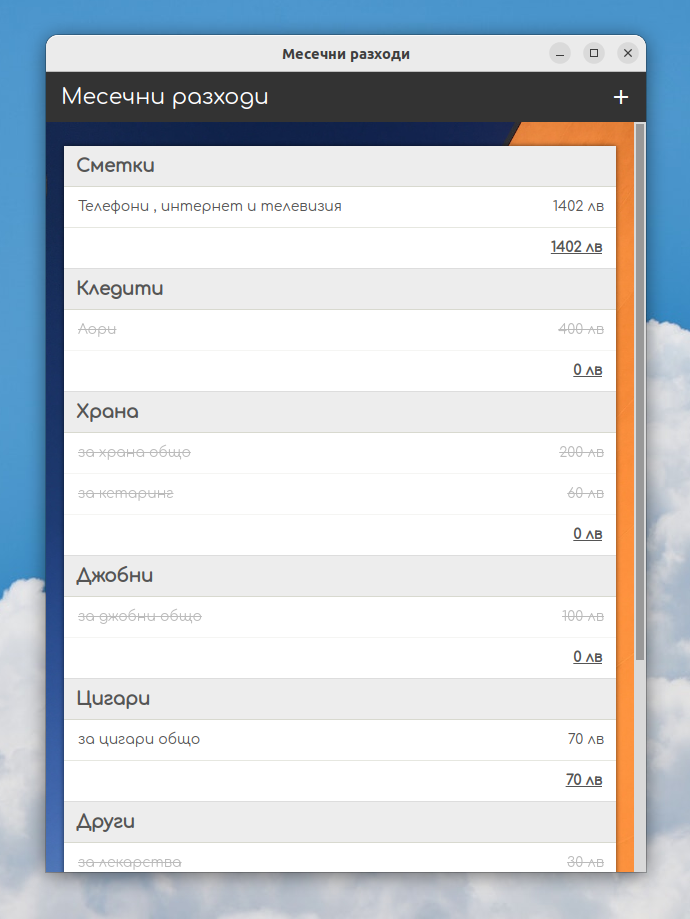 Месечни разходи
Месечни разходи +
Сметки
Телефони , интернет и телевизия 1402 лв
1402 лв
Кледити
Лори 400 лв
0 лв
Храна
за храна общо 200 лв
за кетаринг 60 лв
0 лв
Джобни
за джобни общо 100 лв
0 лв
Цигари
за цигари общо 70 лв
70 лв
Други
за лекарства 30 лв